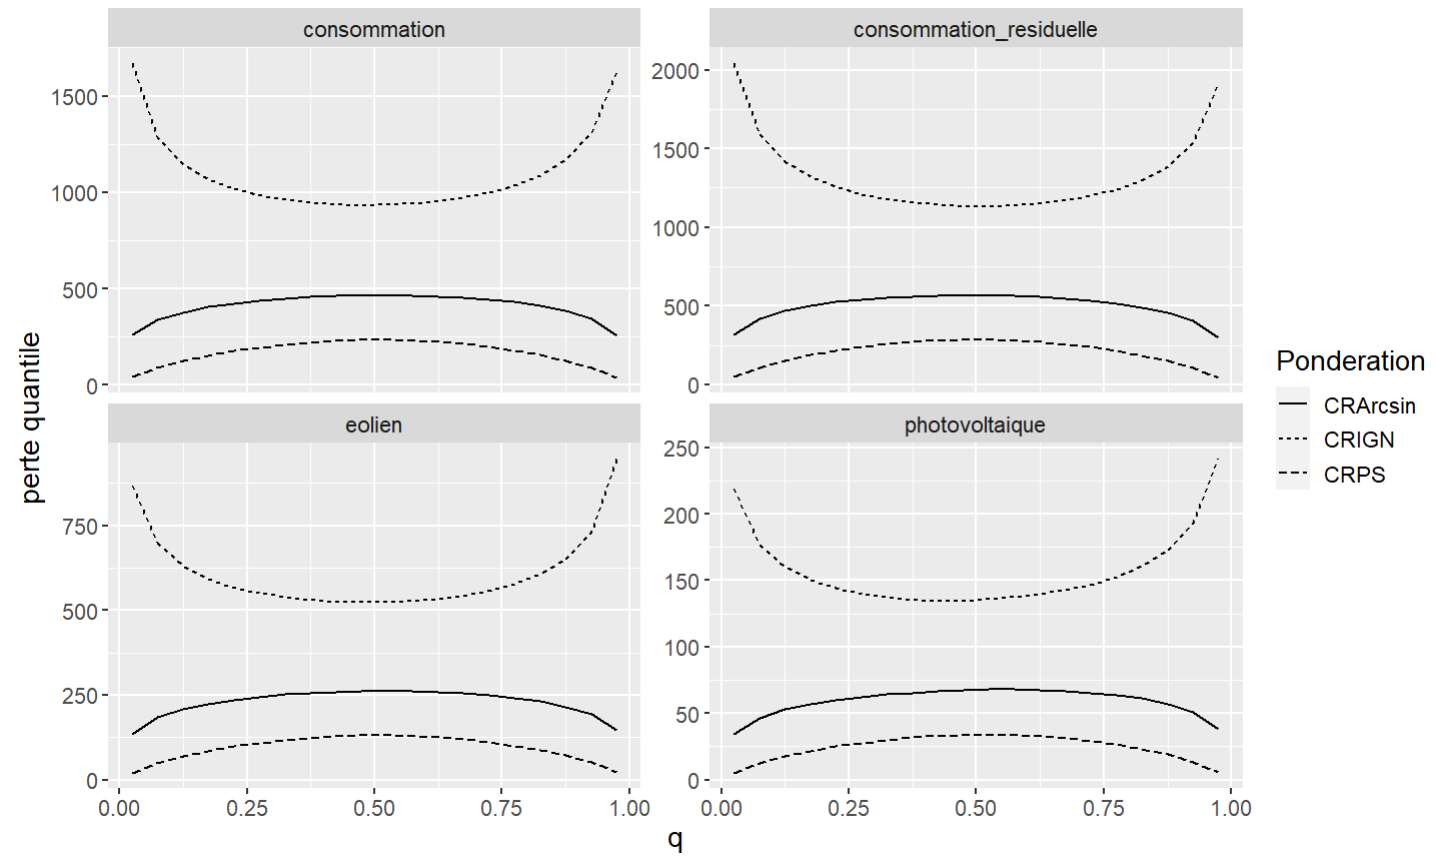 consommation
consommation_residuelle
1500
1000
500
0
2000
1500
1000
500
0
eolien
photovoltaique
750
500
250
0
250
200
150
100
50
0
0.00 0.25 0.50 0.75 1.00
0.00 0.25 0.50 0.75 1.00
q
perte quantile
Ponderation
CRArcsin
CRIGN
CRPS